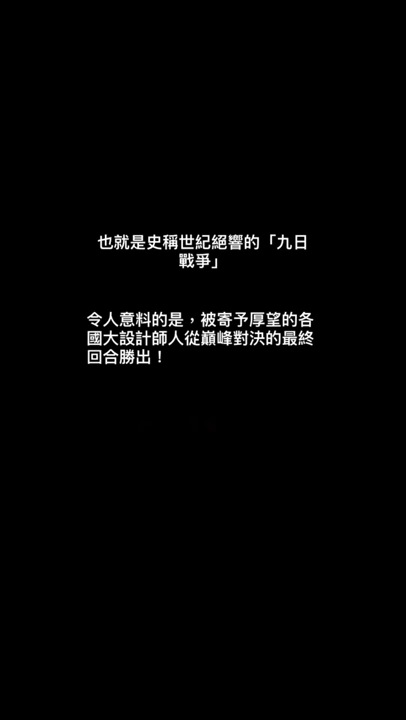 也就是史稱世紀絕響的「九日
戰爭」
令人意料的是，被寄予厚望的各
國大設計師人從巔峰對決的最終
回合勝出！